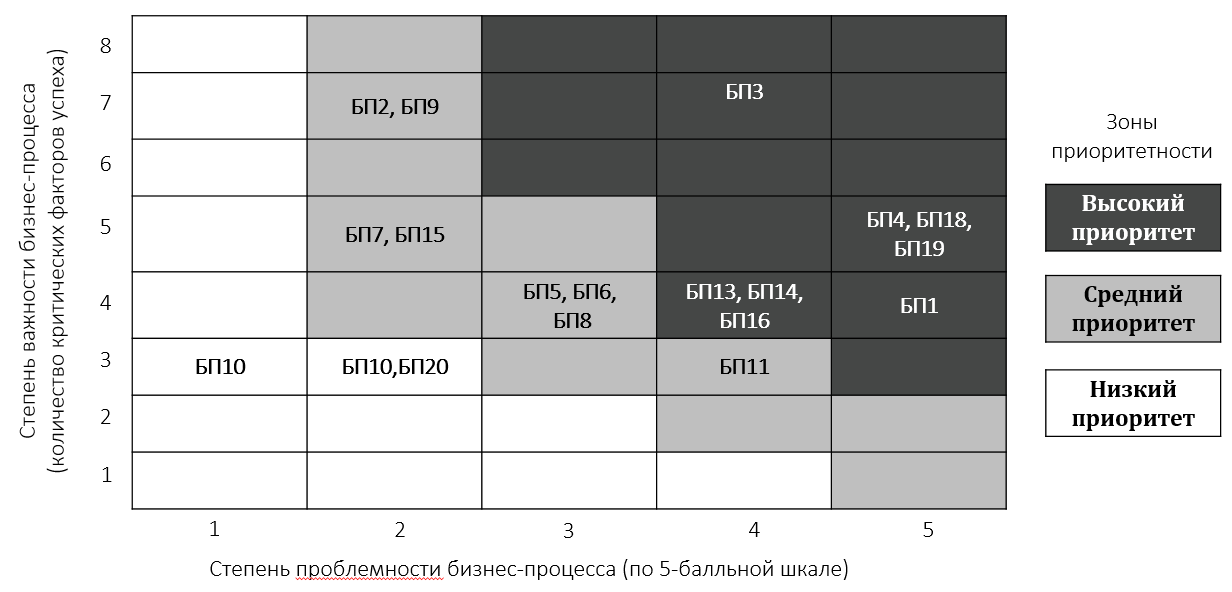 Степень важности бизнес-процесса
(количество критических факторов успеха)
8
7
БП2, БП9
БП3
6
5
БП7, БП15
БП4, БП18,
БП19
4
БП5, БП6,
БП8
БП13, БП14,
БП16
БП1
3
БП10
БП10,БП20
БП11
2
1
1
2
3
4
5
Степень проблемности бизнес-процесса (по 5-балльной шкале)
Зоны
приоритетности
Высокий
приоритет
Средний
приоритет
Низкий
приоритет